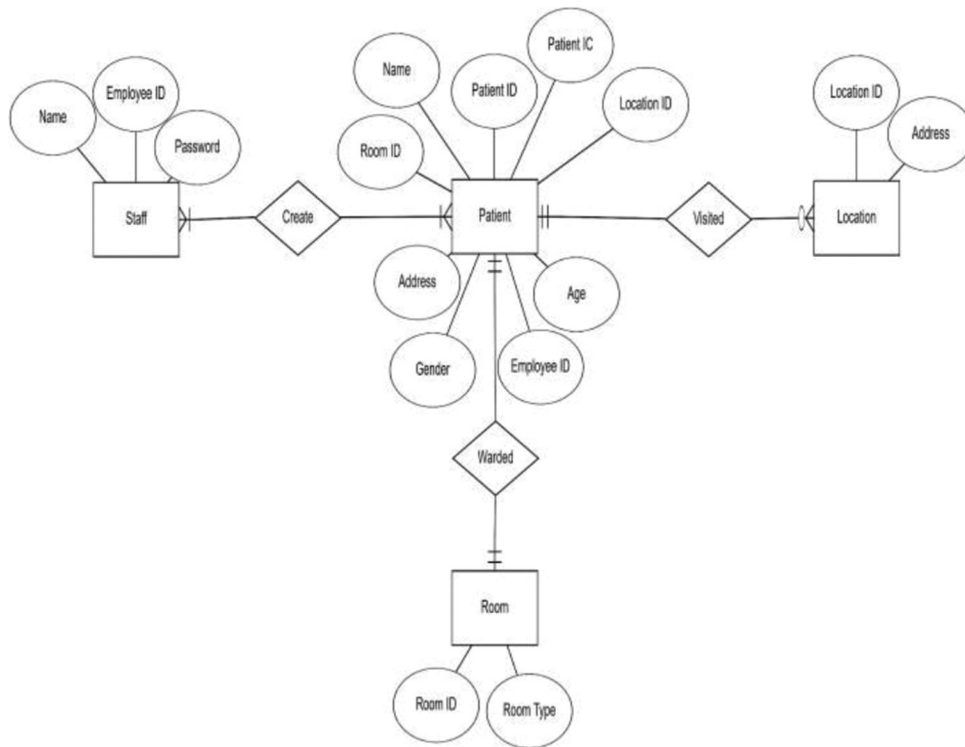 Patient IC
Name
Employee ID
Patient ID
Location ID
Location ID
Name
Password
Room ID
Address
Staff
Create
Patient
Visited
Location
Address
Age
Gender
Employee ID
Warded
Room
Room ID
Room Type